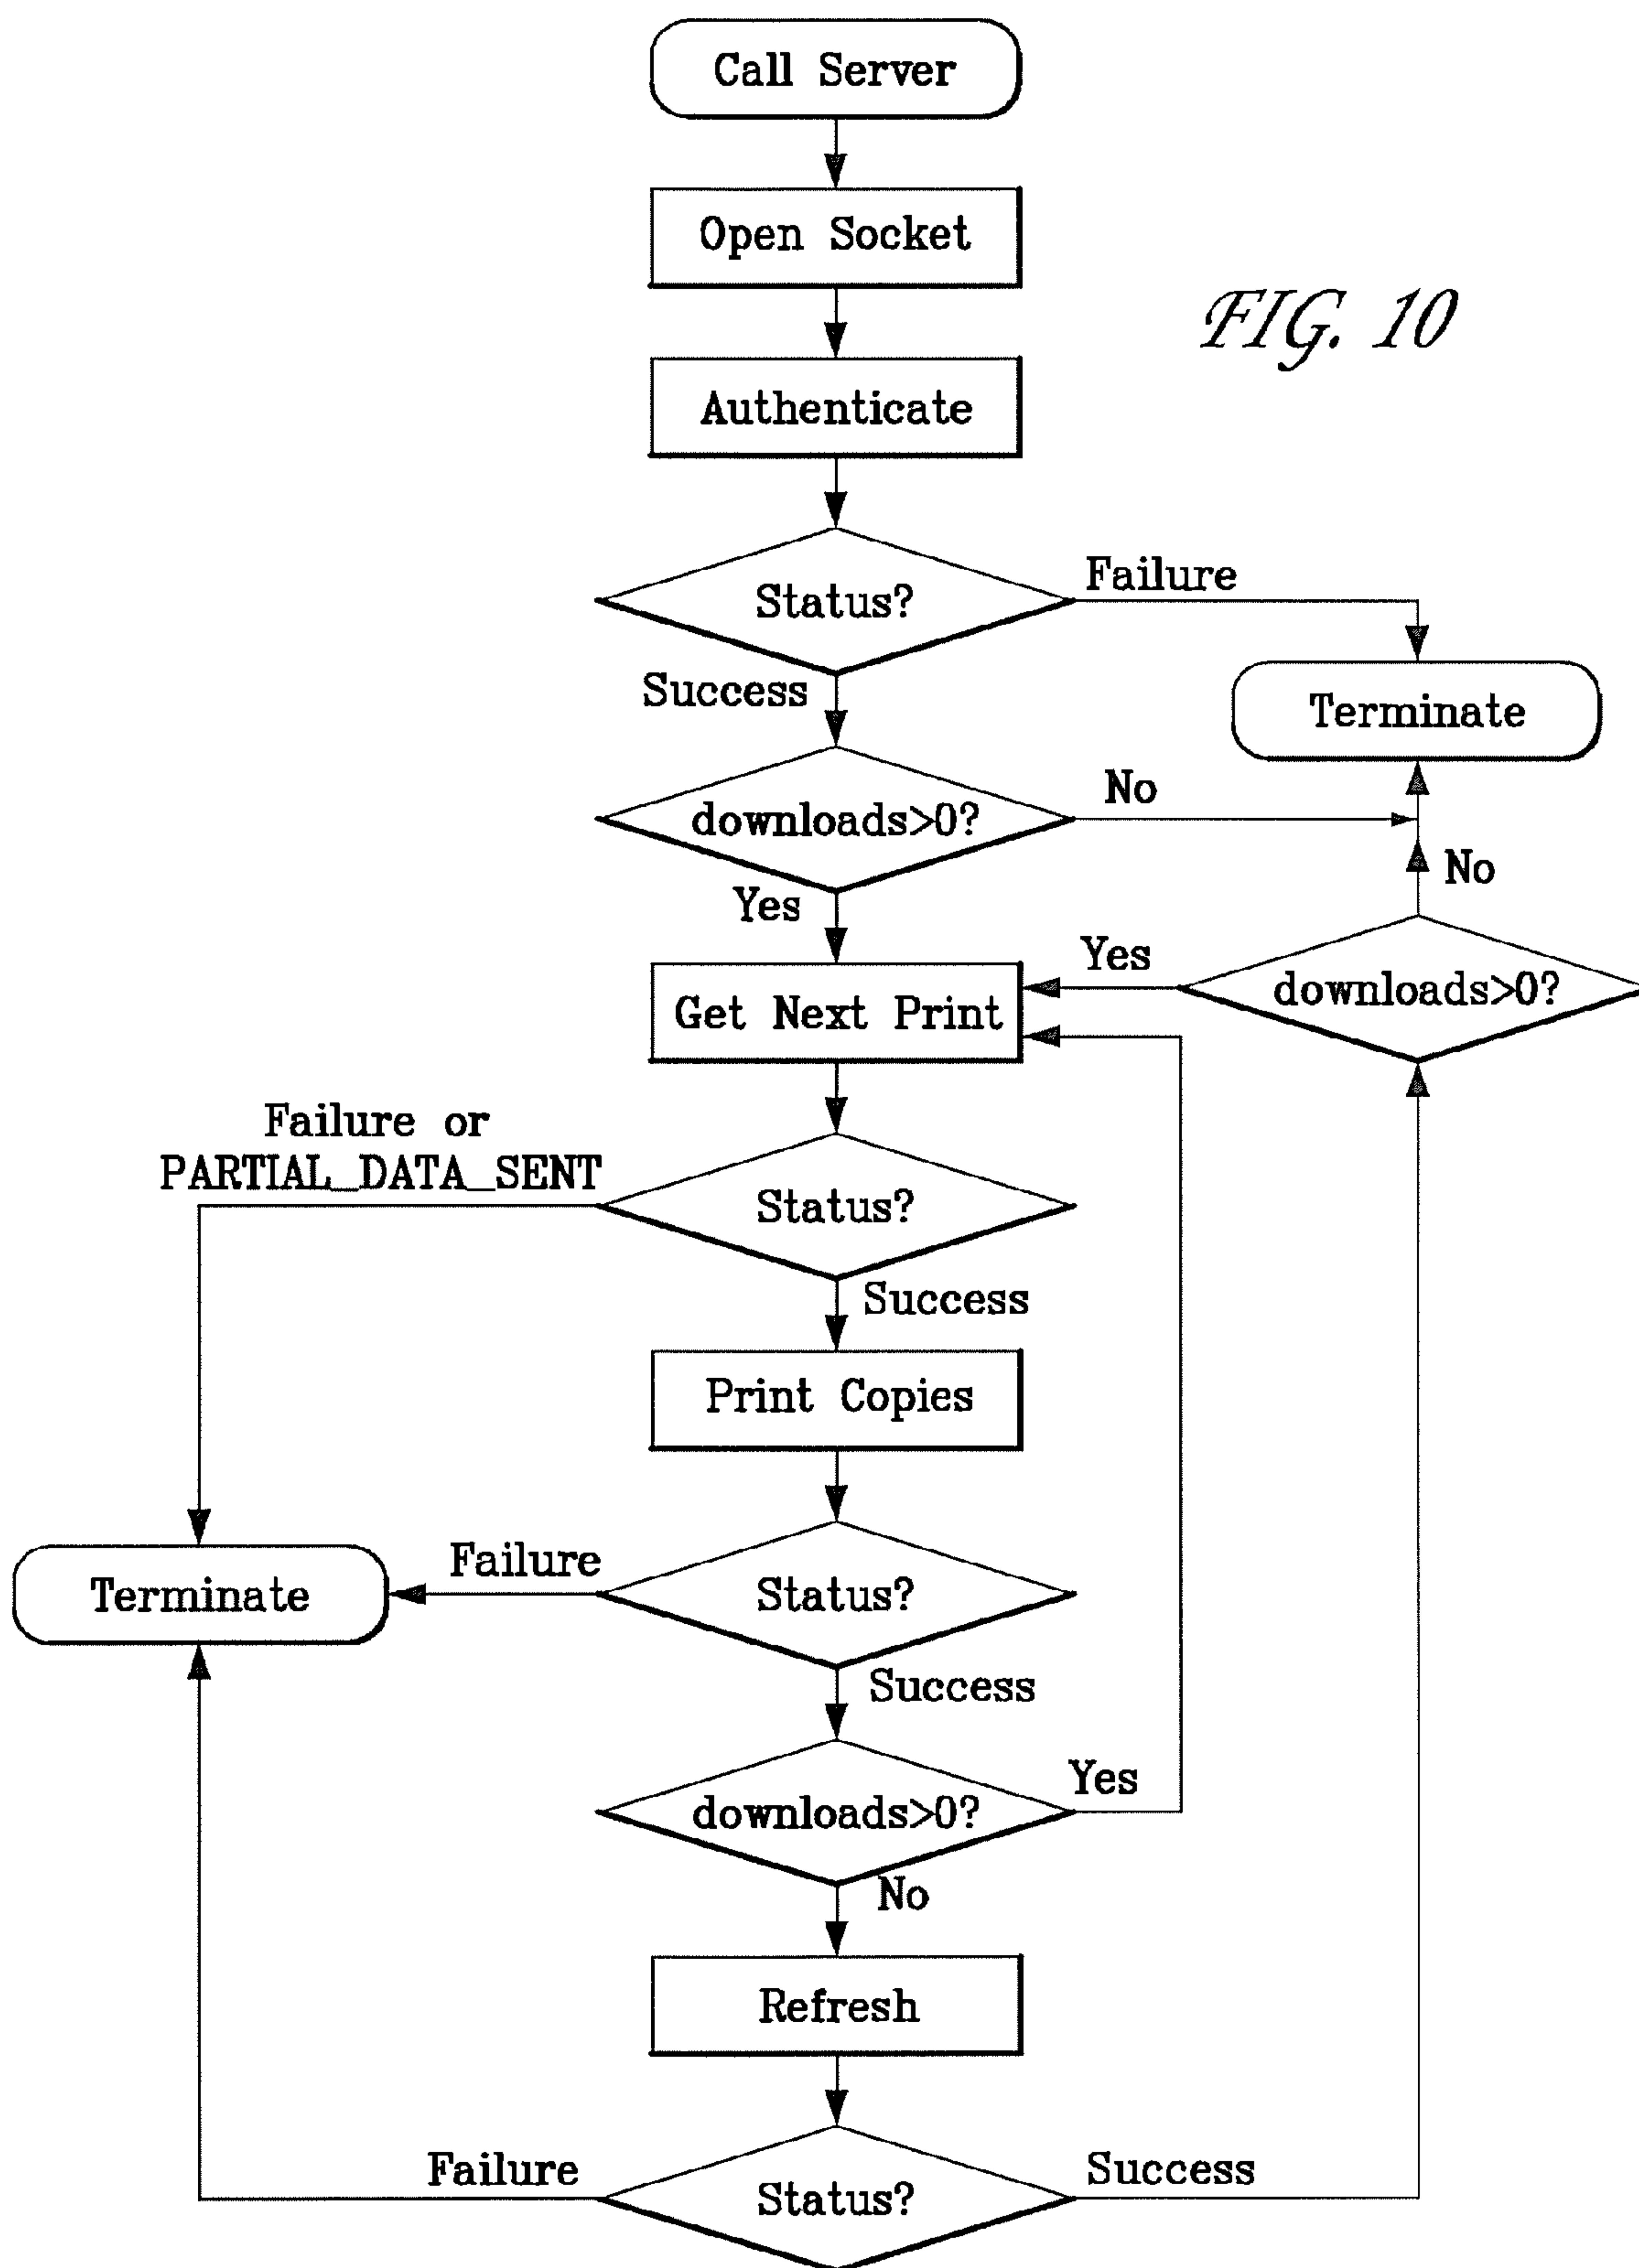 Call Server
Open Socket
FIG. 10
Authenticate
Status?
Failure
Success
Terminate
downloads>0?
No
No
Yes
Get Next Print
Yes
downloads>0?
Failure or
PARTIAL_DATA_SENT
Status?
Success
Print Copies
Terminate
Failure
Status?
Success
downloads>0?
Yes
No
Refresh
Failure
Status?
Success